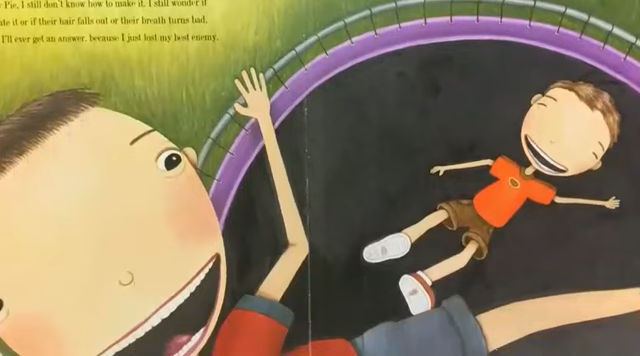 Pie, I still don't know how to make it. I still wonder if
ate it or if their hair falls out or their breath turns bad.
I'll ever get an answer, because I just lost my best enemy.